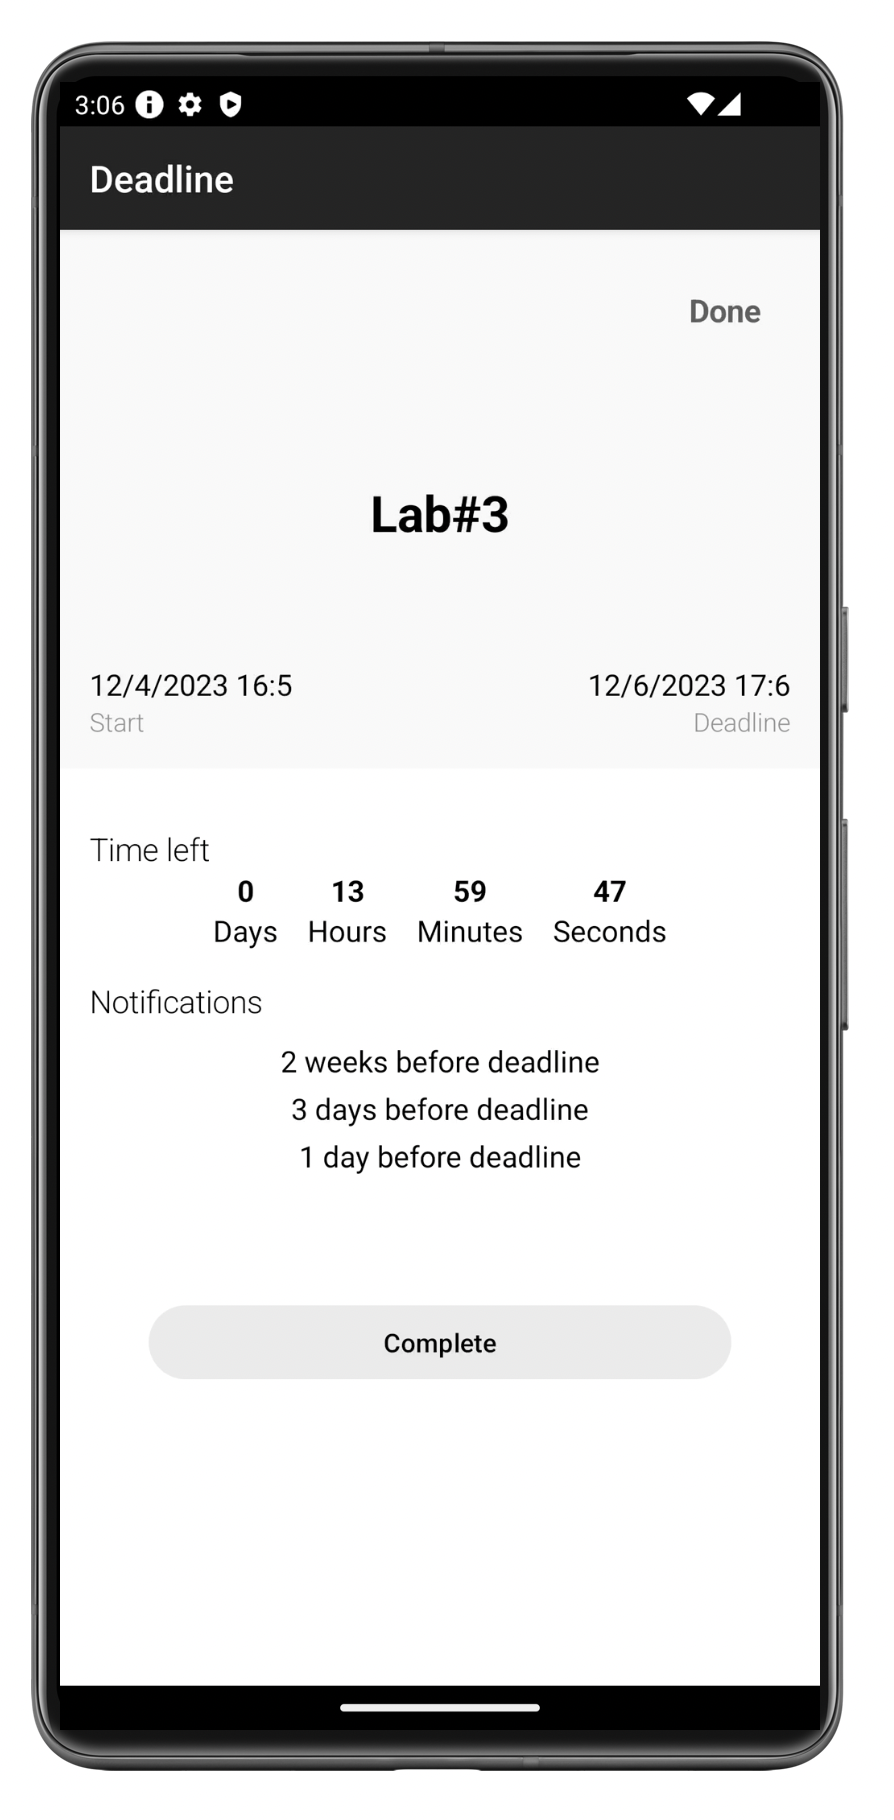 3:06
Deadline
Done
Lab#3
12/4/2023 16:5 12/6/2023 17:6
Start Deadline
Time left
0 13 59 47
Days Hours Minutes Seconds
Notifications
2 weeks before deadline
3 days before deadline
1 day before deadline
Complete